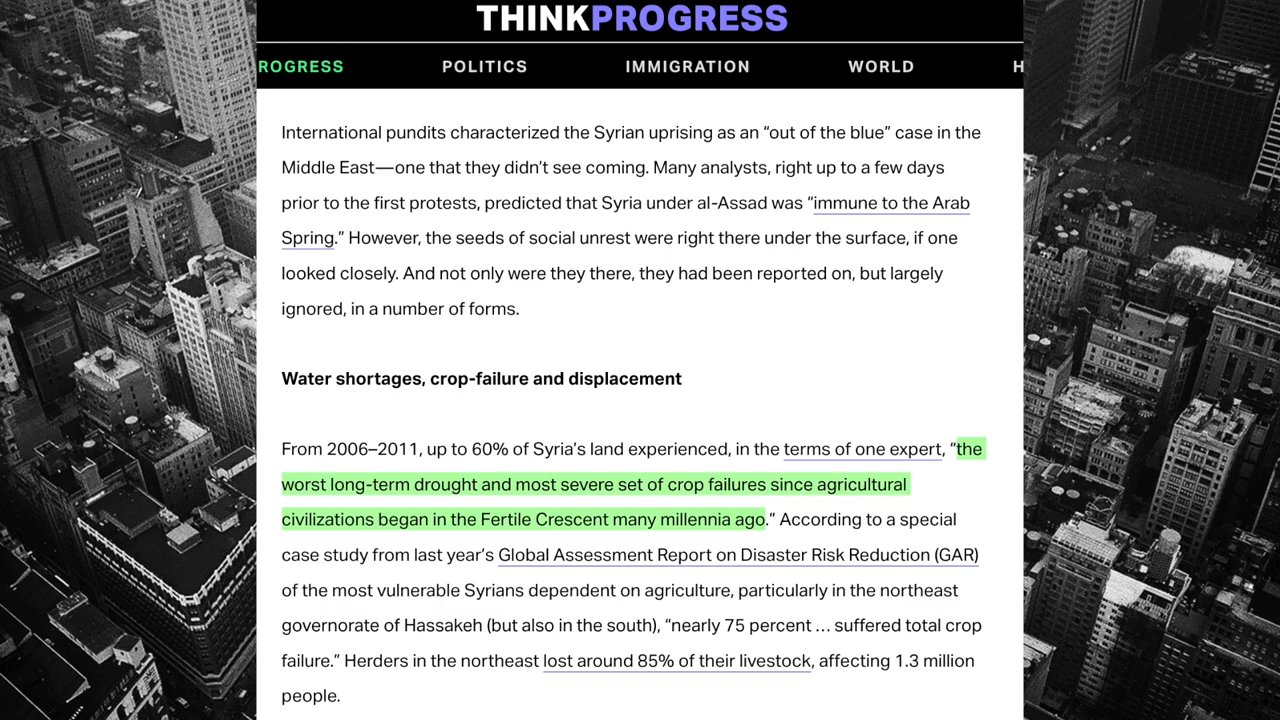 THINKPROGRESS
ROGRESS POLITICS IMMIGRATION WORLD H
International pundits characterized the Syrian uprising as an “out of the blue” case in the
Middle East—one that they didn’t see coming. Many analysts, right up to a few days
prior to the first protests, predicted that Syria under al-Assad was “immune to the Arab
Spring.” However, the seeds of social unrest were right there under the surface, if one
looked closely. And not only were they there, they had been reported on, but largely
ignored, in a number of forms.
Water shortages, crop-failure and displacement
From 2006–2011, up to 60% of Syria’s land experienced, in the terms of one expert, “the
worst long-term drought and most severe set of crop failures since agricultural
civilizations began in the Fertile Crescent many millennia ago.” According to a special
case study from last year’s Global Assessment Report on Disaster Risk Reduction (GAR)
of the most vulnerable Syrians dependent on agriculture, particularly in the northeast
governorate of Hassakeh (but also in the south), “nearly 75 percent … suffered total crop
failure.” Herders in the northeast lost around 85% of their livestock, affecting 1.3 million
people.